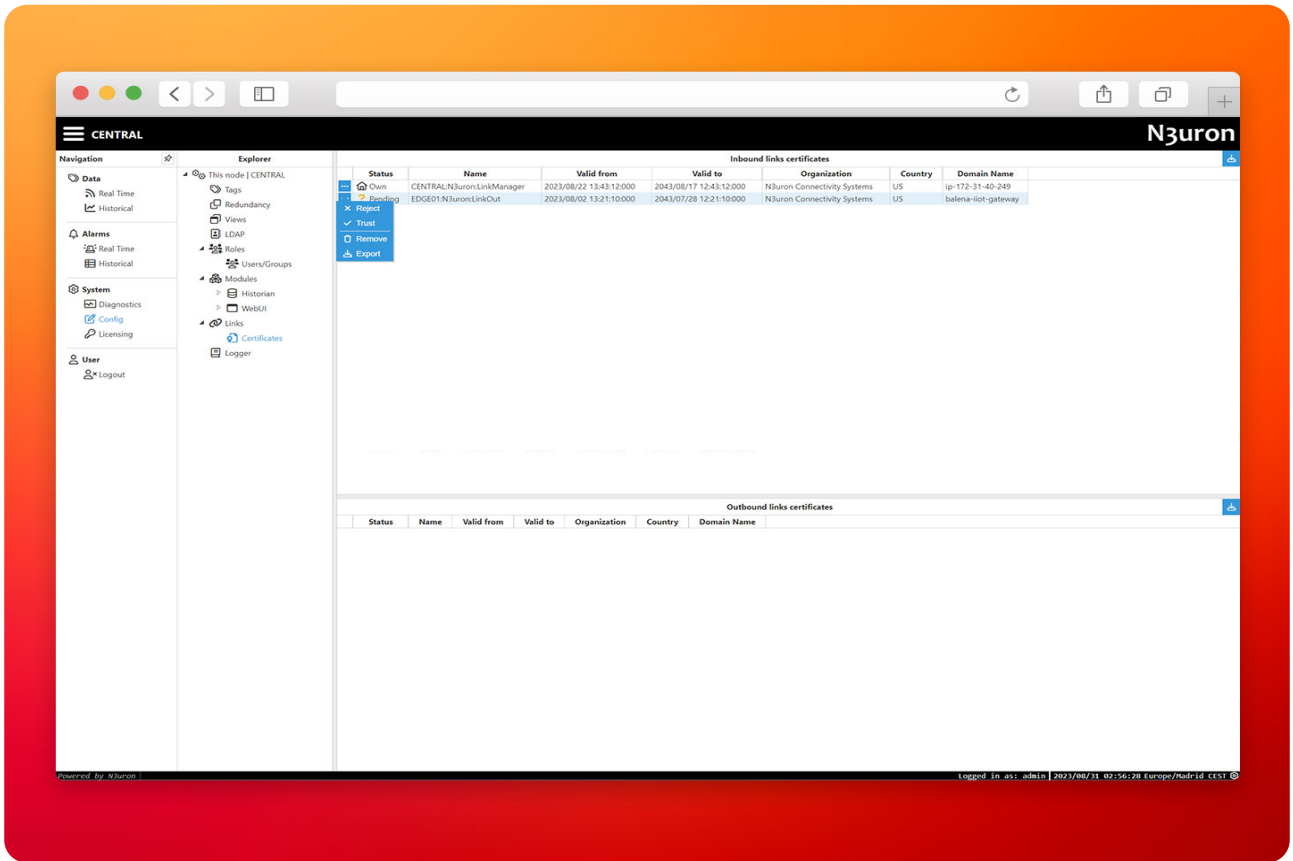 CENTRAL
N3uron
Navigation
Data
Real Time
Historical
Alarms
Real Time
Historical
System
Diagnostics
Config
Licensing
User
Logout
Explorer
This node | CENTRAL
Tags
Redundancy
Views
LDAP
Roles
Users/Groups
Modules
Historian
WebUI
Links
Certificates
Logger
Inbound links certificates
Status Name Valid from Valid to Organization Country Domain Name
Own CENTRAL:N3uron:LinkManager 2023/08/22 13:43:12:000 2043/08/17 12:43:12:000 N3uron Connectivity Systems US ip-172-31-40-249
Pending EDGE01:N3uron:LinkOut 2023/08/02 13:21:10:000 2043/07/28 12:21:10:000 N3uron Connectivity Systems US balena-iiot-gateway
Reject
Trust
Remove
Export
Outbound links certificates
Status Name Valid from Valid to Organization Country Domain Name
Powered by N3uron
Logged in as: admin 2023/08/31 02:56:28 Europe/Madrid CEST